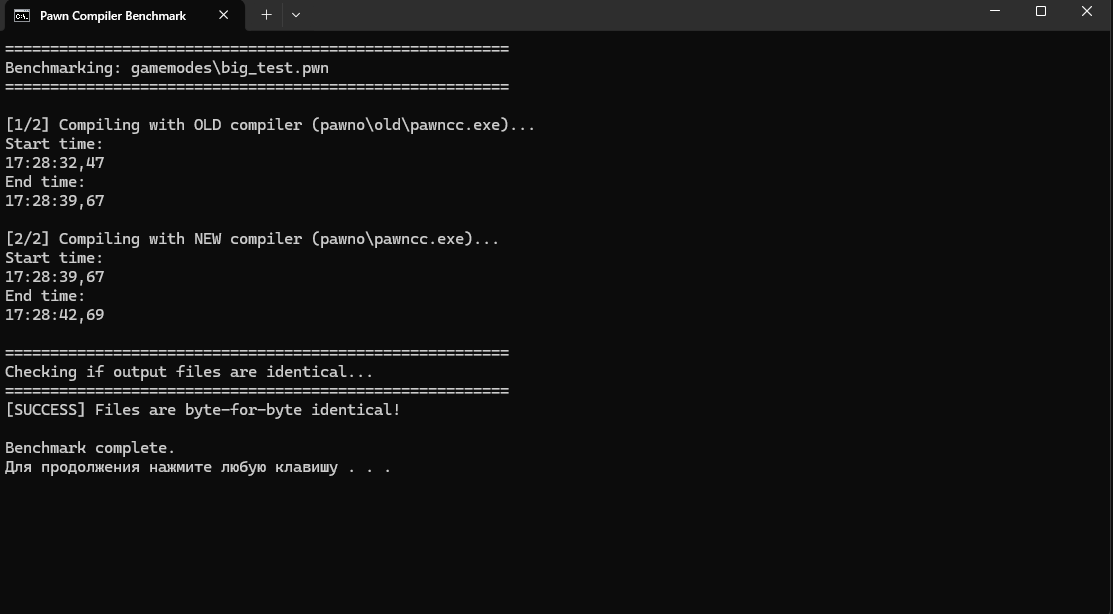 Pawn Compiler Benchmark
========================================================
Benchmarking: gamemodes\big_test.pwn
========================================================
[1/2] Compiling with OLD compiler (pawno\old\pawncc.exe)...
Start time:
17:28:32,47
End time:
17:28:39,67
[2/2] Compiling with NEW compiler (pawno\pawncc.exe)...
Start time:
17:28:39,67
End time:
17:28:42,69
========================================================
Checking if output files are identical...
========================================================
[SUCCESS] Files are byte-for-byte identical!
Benchmark complete.
Для продолжения нажмите любую клавишу . . .